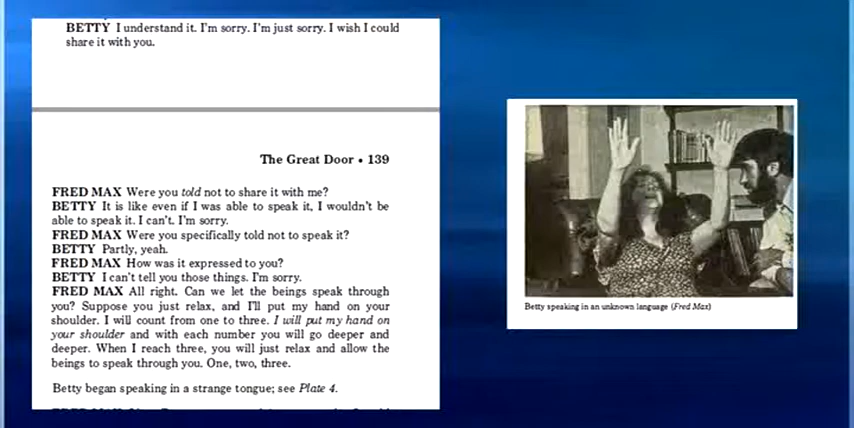 BETTY I understand it. I'm sorry. I'm just sorry. I wish I could
share it with you.
The Great Door • 139
FRED MAX Were you told not to share it with me?
BETTY It is like even if I was able to speak it, I wouldn't be
able to speak it. I can't. I'm sorry.
FRED MAX Were you specifically told not to speak it?
BETTY Partly, yeah.
FRED MAX How was it expressed to you?
BETTY I can't tell you those things. I'm sorry.
FRED MAX All right. Can we let the beings speak through
you? Suppose you just relax, and I'll put my hand on your
shoulder. I will count from one to three. I will put my hand on
your shoulder and with each number you will go deeper and
deeper. When I reach three, you will just relax and allow the
beings to speak through you. One, two, three.
Betty began speaking in a strange tongue; see Plate 4.
Betty speaking in an unknown language (Fred Max)